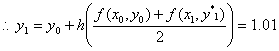 ∴ y₁ = y₀ + h( (f(x₀, y₀) + f(x₁, y*₁)) / 2 ) = 1.01